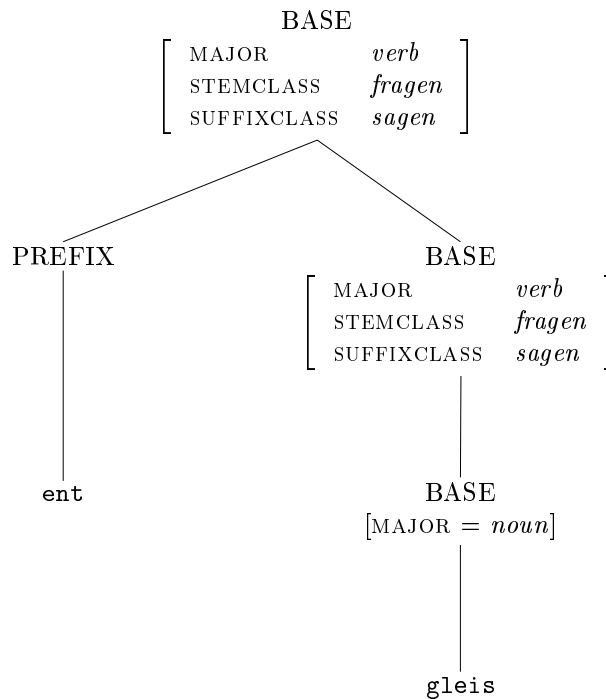 BASE
MAJOR verb
STEMCLASS fragen
SUFFIXCLASS sagen
PREFIX BASE
MAJOR verb
STEMCLASS fragen
SUFFIXCLASS sagen
ent BASE
[MAJOR = noun]
gleis